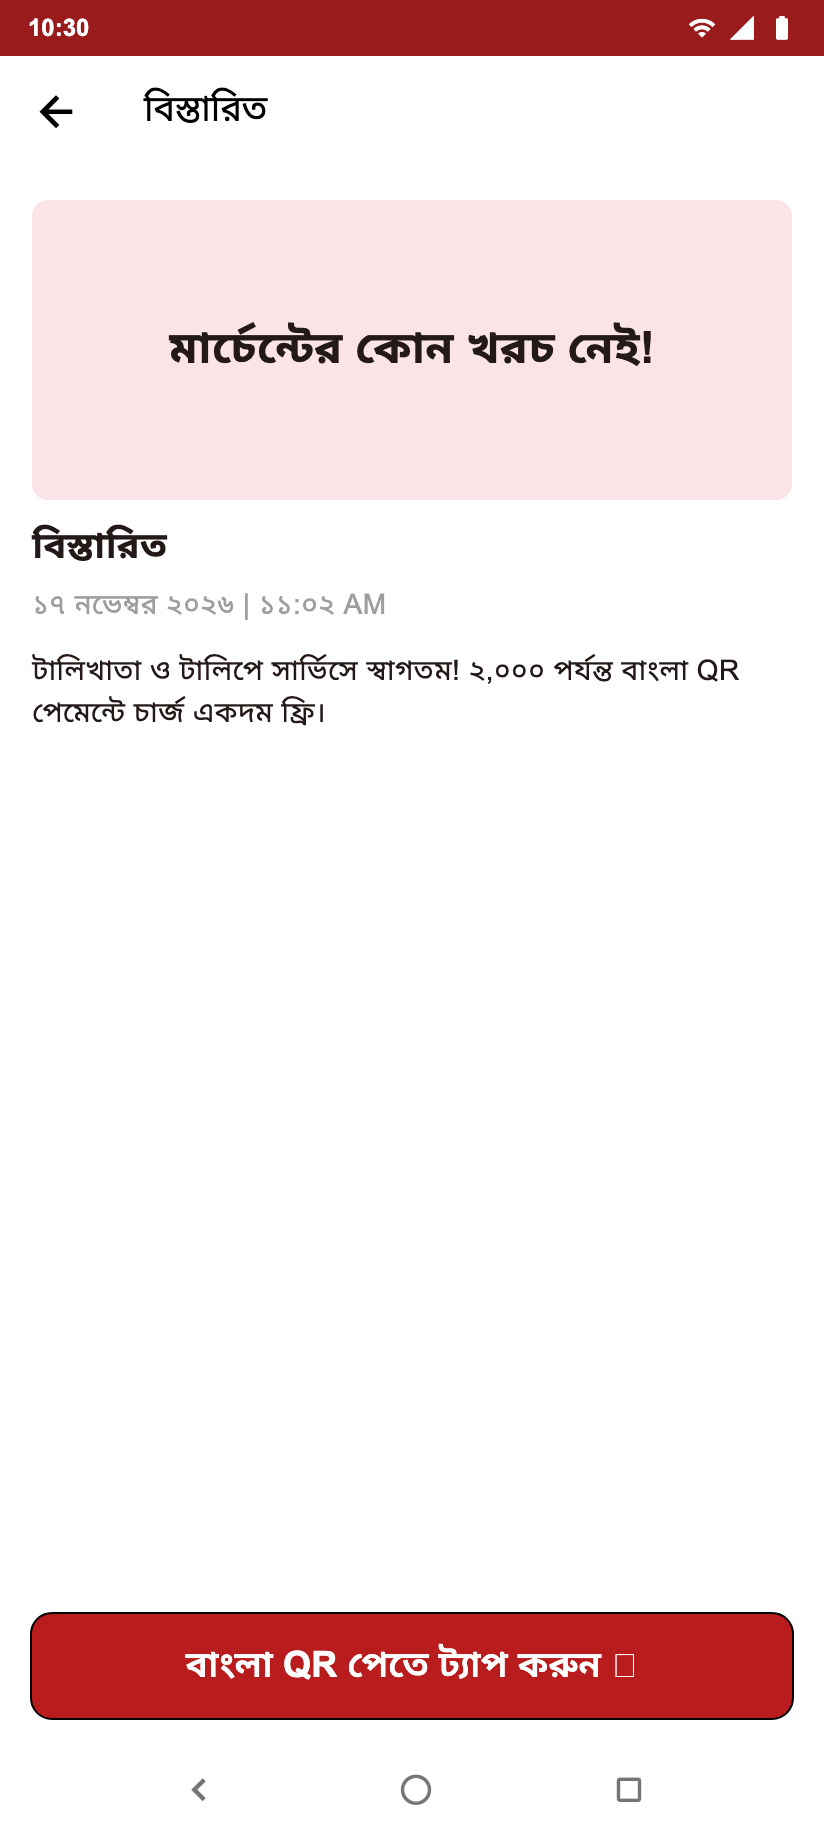 10:30
বিস্তারিত
মার্চেন্টের কোন খরচ নেই!
বিস্তারিত
১৭ নভেম্বর ২০২৬ | ১১:০২ AM
টালিখাতা ও টালিপে সার্ভিসে স্বাগতম! ২,০০০ পর্যন্ত বাংলা QR
পেমেন্টে চার্জ একদম ফ্রি।
বাংলা QR পেতে ট্যাপ করুন